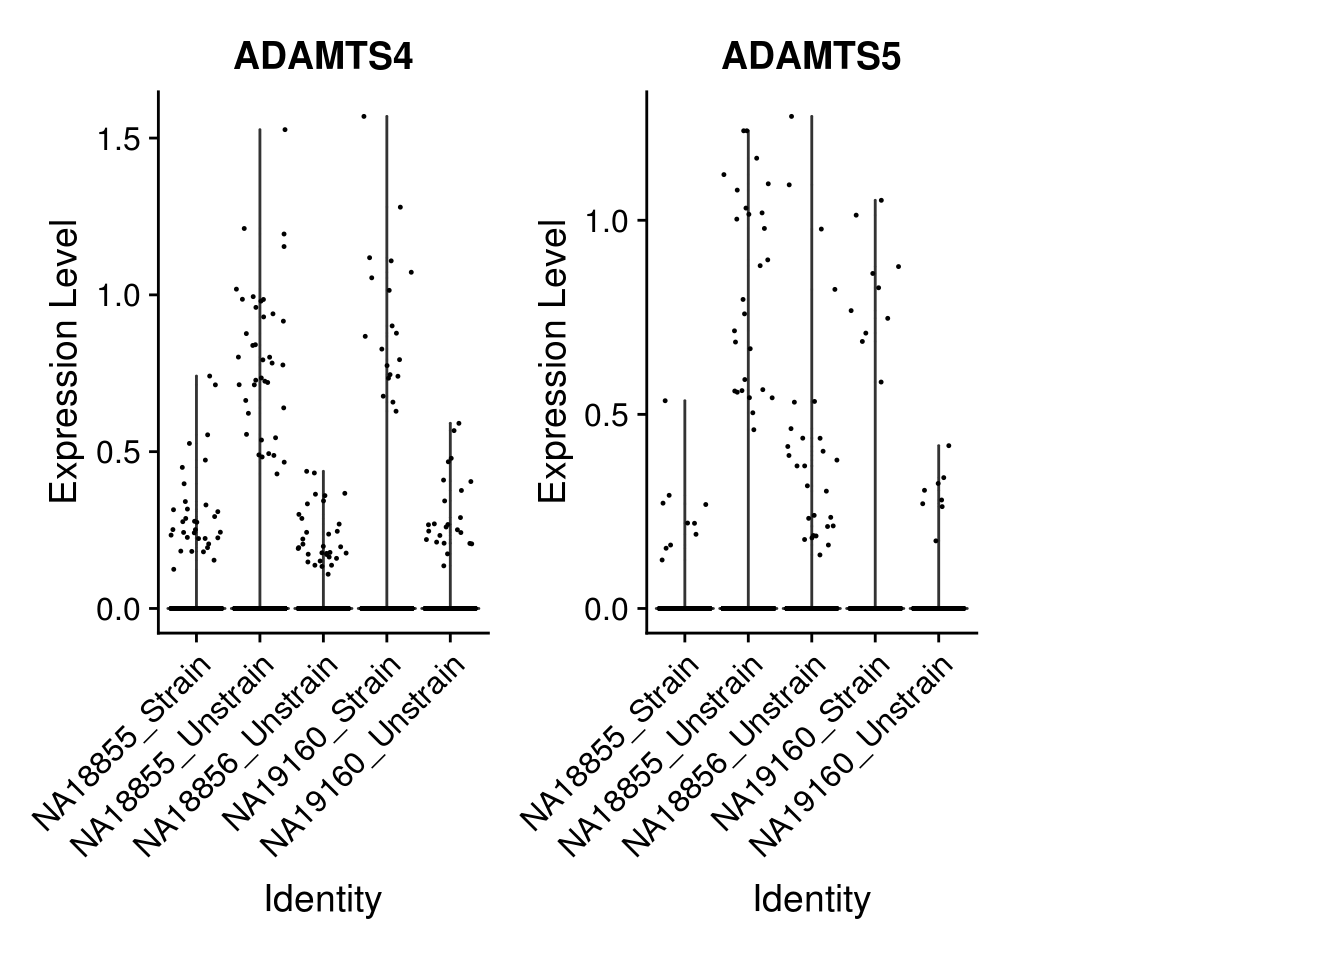 ADAMTS4
Expression Level
1.5
1.0
0.5
0.0
NA18855_Strain
NA18855_Unstrain
NA18856_Unstrain
NA19160_Strain
NA19160_Unstrain
Identity
ADAMTS5
Expression Level
1.0
0.5
0.0
NA18855_Strain
NA18855_Unstrain
NA18856_Unstrain
NA19160_Strain
NA19160_Unstrain
Identity